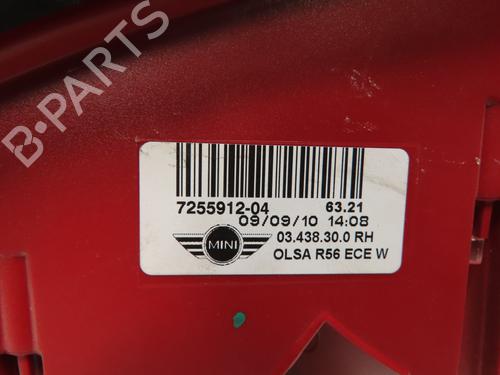 B-PARTS
7255912-04 63.21
09/09/10 14:08
MINI
03.438.30.0 RH
OLSA R56 ECE W